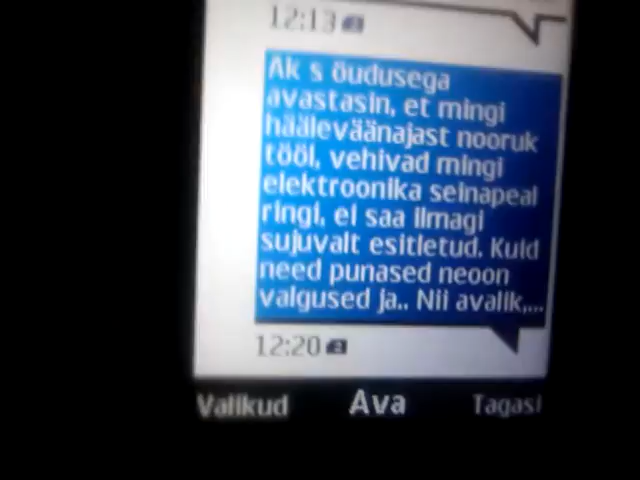 12:13
Ak s õudusega
avastasin, et mingi
hääleväänajast nooruk
tööl, vehivad mingi
elektroonika seinapeal
ringi, ei saa ilmagi
sujuvalt esitletud. Kuid
need punased neoon
valgused ja.. Nii avalik,...
12:20
Valikud Ava Tagasi